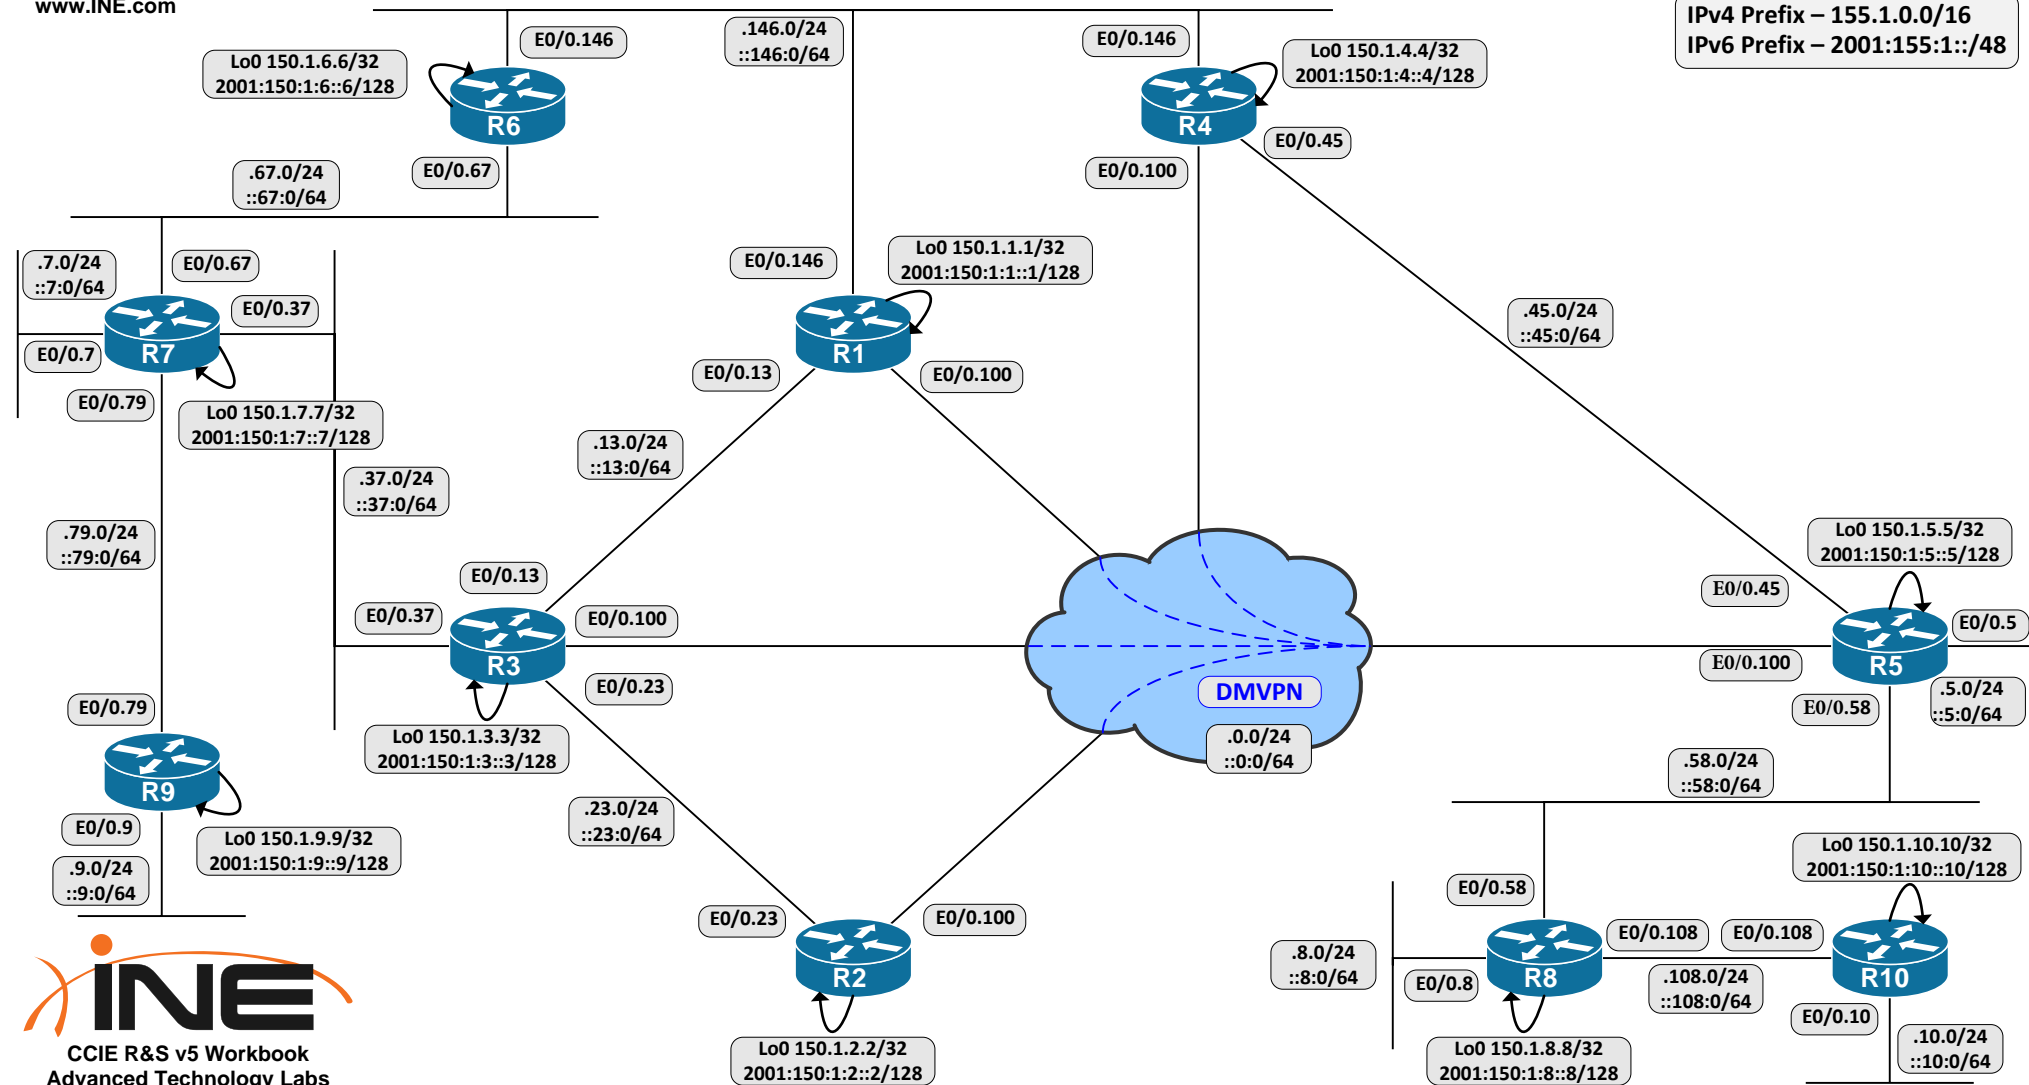 www.INE.com
IPv4 Prefix – 155.1.0.0/16
IPv6 Prefix – 2001:155:1::/48
E0/0.146
.146.0/24
::146:0/64
E0/0.146
Lo0 150.1.6.6/32
2001:150:1:6::6/128
R6
Lo0 150.1.4.4/32
2001:150:1:4::4/128
R4
E0/0.45
.67.0/24
::67:0/64
E0/0.67
E0/0.100
.7.0/24
::7:0/64
E0/0.67
E0/0.37
R7
E0/0.7
E0/0.79
Lo0 150.1.7.7/32
2001:150:1:7::7/128
E0/0.146
Lo0 150.1.1.1/32
2001:150:1:1::1/128
R1
E0/0.13
E0/0.100
.45.0/24
::45:0/64
.13.0/24
::13:0/64
.37.0/24
::37:0/64
.79.0/24
::79:0/64
Lo0 150.1.5.5/32
2001:150:1:5::5/128
E0/0.13
E0/0.37
E0/0.100
R3
E0/0.23
E0/0.45
E0/0.5
R5
E0/0.100
E0/0.58
.5.0/24
::5:0/64
DMVPN
.0.0/24
::0:0/64
Lo0 150.1.3.3/32
2001:150:1:3::3/128
E0/0.79
R9
E0/0.9
.9.0/24
::9:0/64
Lo0 150.1.9.9/32
2001:150:1:9::9/128
.23.0/24
::23:0/64
.58.0/24
::58:0/64
Lo0 150.1.10.10/32
2001:150:1:10::10/128
E0/0.23
E0/0.100
R2
Lo0 150.1.2.2/32
2001:150:1:2::2/128
E0/0.58
.8.0/24
::8:0/64
E0/0.8
R8
E0/0.108
E0/0.108
.108.0/24
::108:0/64
R10
E0/0.10
.10.0/24
::10:0/64
Lo0 150.1.8.8/32
2001:150:1:8::8/128
iNE
CCIE R&S v5 Workbook
Advanced Technology Labs